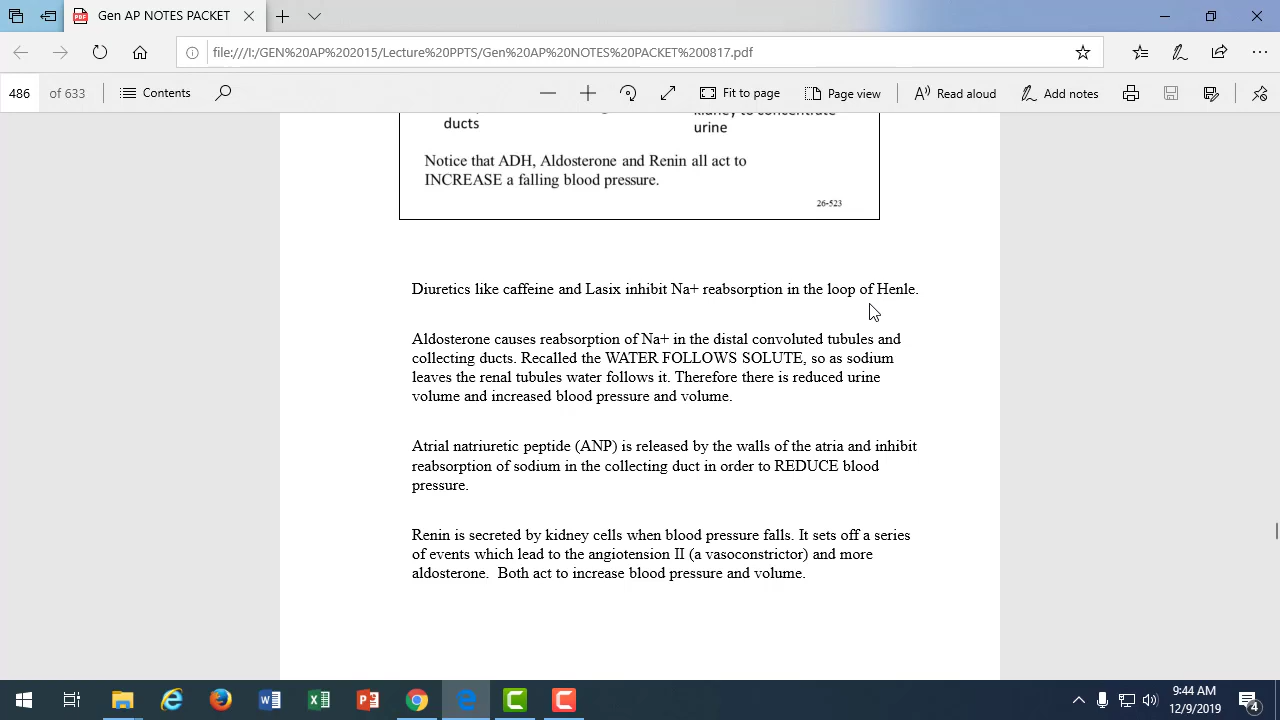 Gen AP NOTES PACKET
file:///I:/GEN%20AP%202015/Lecture%20PPTS/Gen%20AP%20NOTES%20PACKET%200817.pdf
486 of 633 Contents Fit to page Page view Read aloud Add notes
kidney to concentrate
ducts
urine
Notice that ADH, Aldosterone and Renin all act to
INCREASE a falling blood pressure.
26-523
Diuretics like caffeine and Lasix inhibit Na+ reabsorption in the loop of Henle.
Aldosterone causes reabsorption of Na+ in the distal convoluted tubules and
collecting ducts. Recalled the WATER FOLLOWS SOLUTE, so as sodium
leaves the renal tubules water follows it. Therefore there is reduced urine
volume and increased blood pressure and volume.
Atrial natriuretic peptide (ANP) is released by the walls of the atria and inhibit
reabsorption of sodium in the collecting duct in order to REDUCE blood
pressure.
Renin is secreted by kidney cells when blood pressure falls. It sets off a series
of events which lead to the angiotension II (a vasoconstrictor) and more
aldosterone.  Both act to increase blood pressure and volume.
9:44 AM
12/9/2019
4